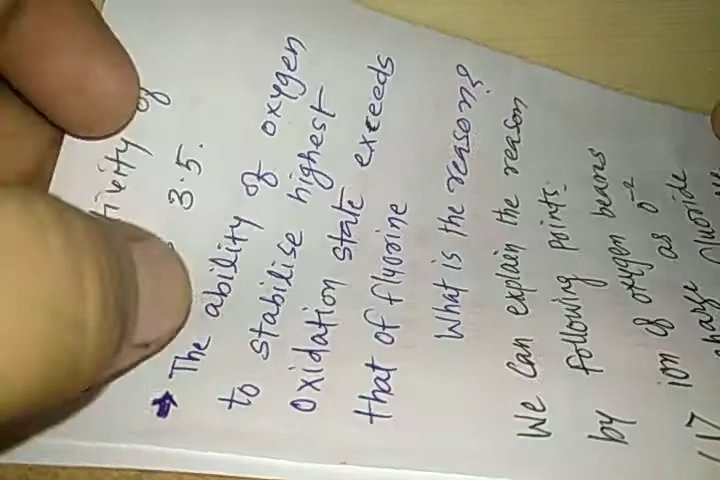 3.5.
→ The ability of oxygen
to stabilise highest
oxidation state exceeds
that of fluorine
What is the reason?
We can explain the reason
by following points:
ion of oxygen bears
charge as O⁻²